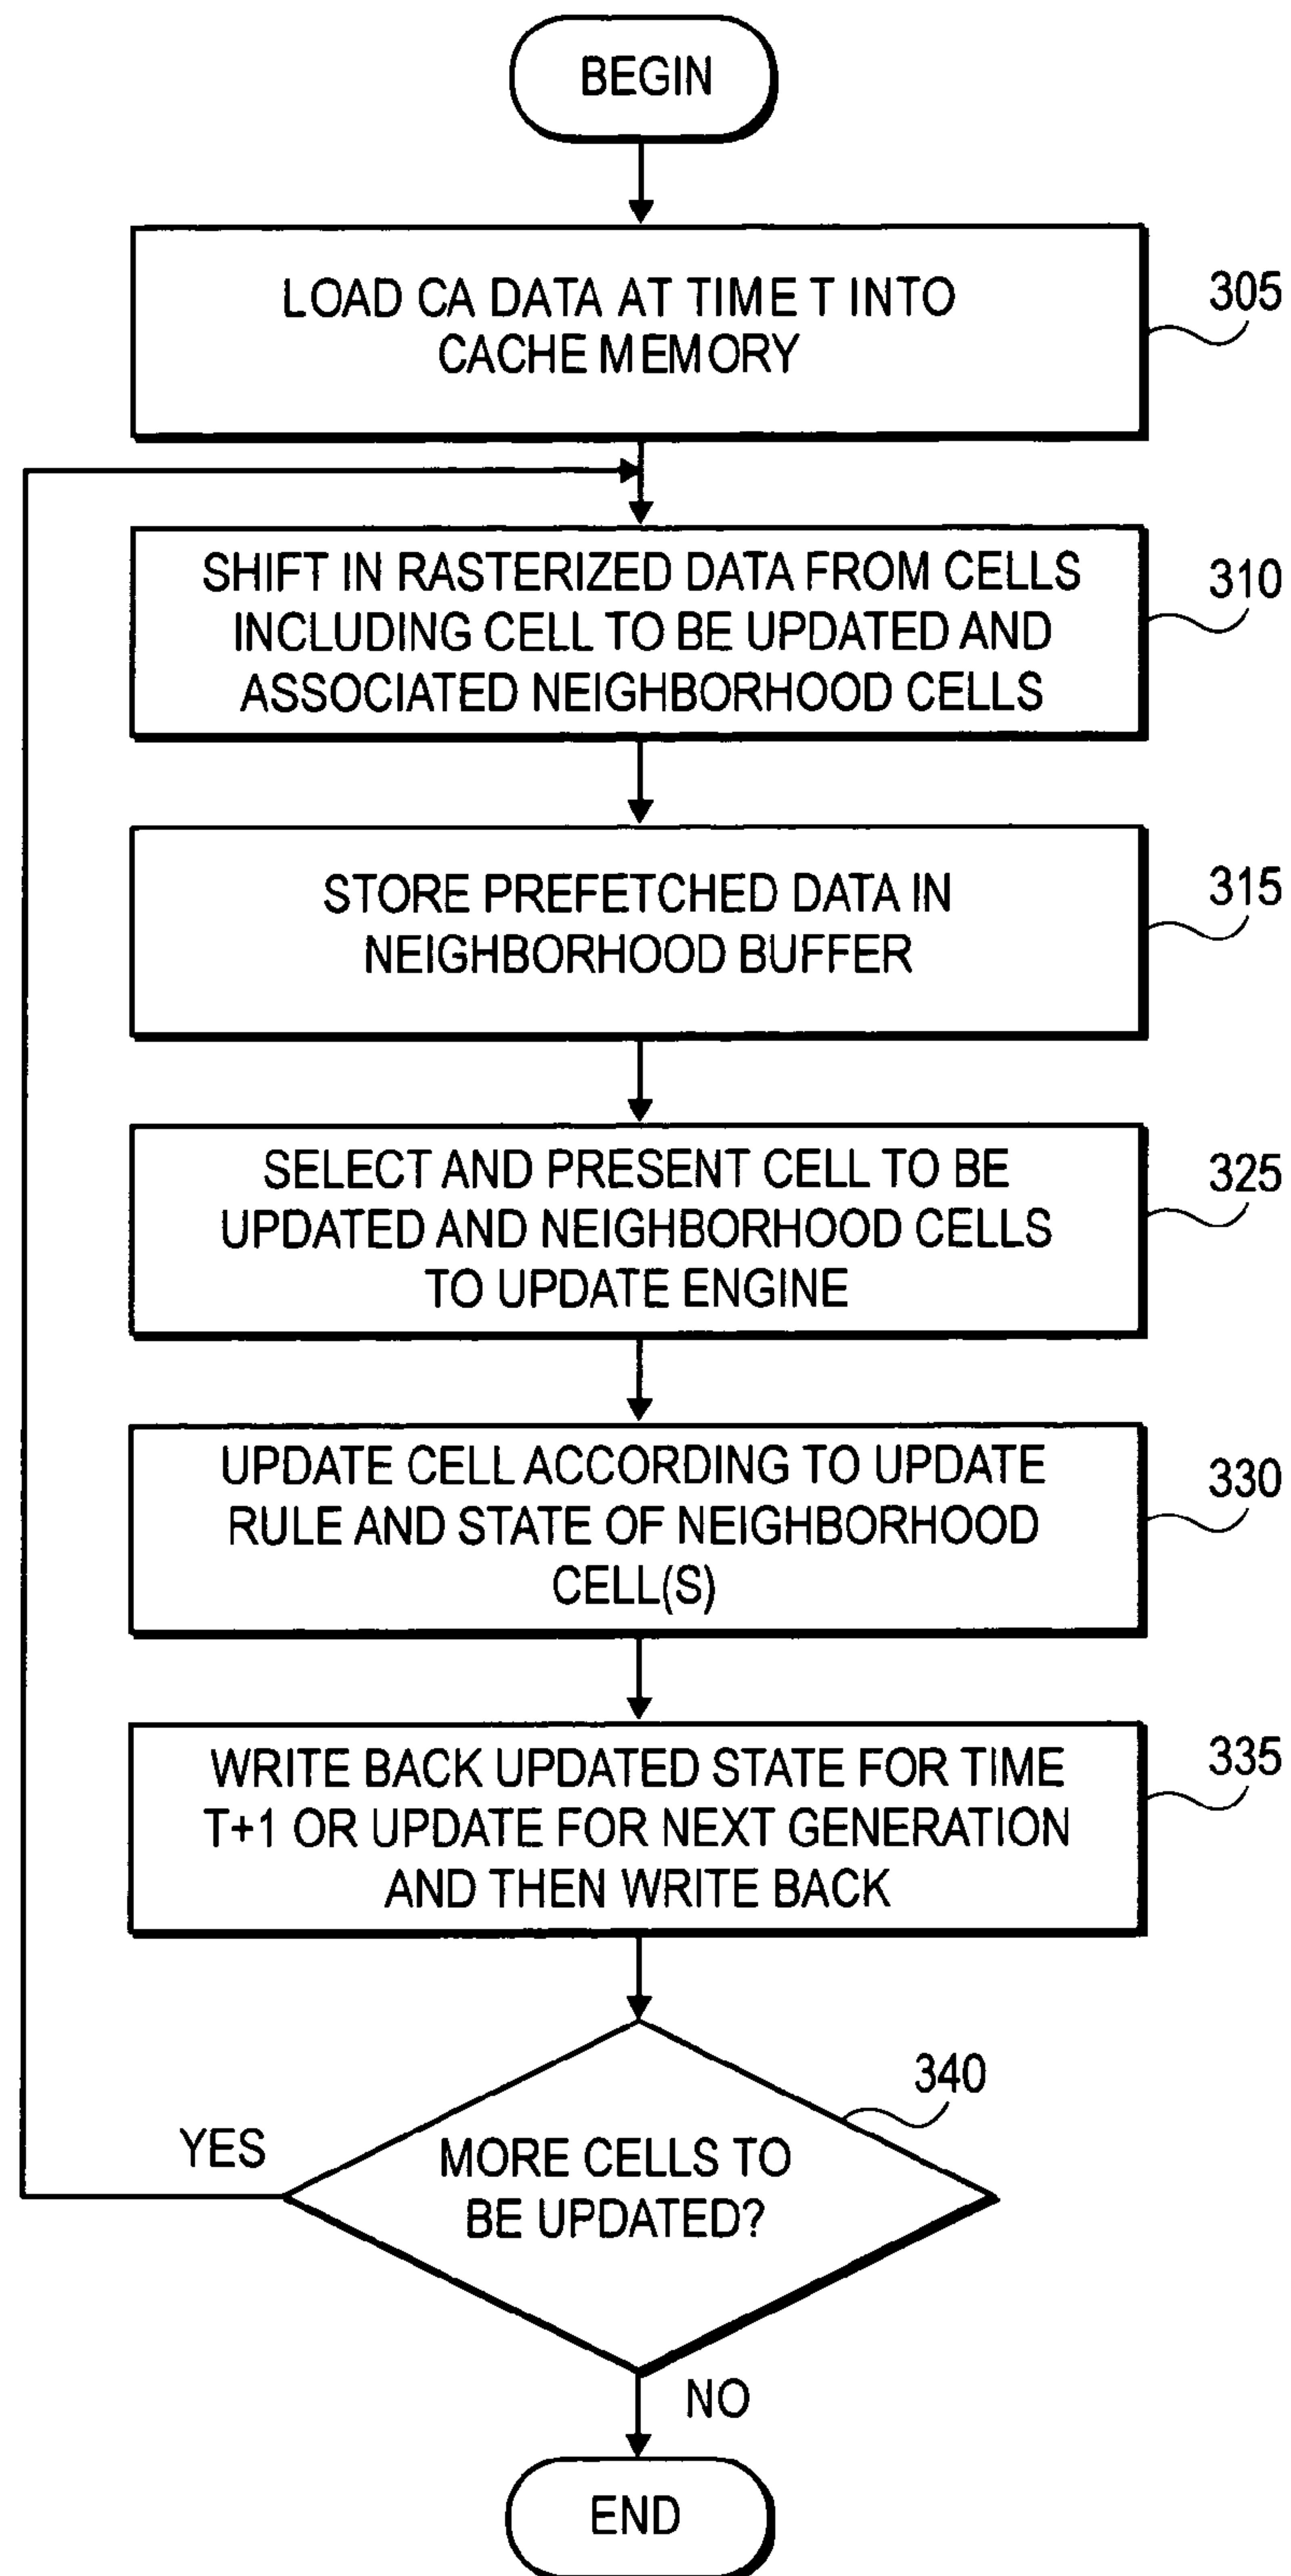 BEGIN
LOAD CA DATA AT TIME T INTO
CACHE MEMORY
305
SHIFT IN RASTERIZED DATA FROM CELLS
INCLUDING CELL TO BE UPDATED AND
ASSOCIATED NEIGHBORHOOD CELLS
310
STORE PREFETCHED DATA IN
NEIGHBORHOOD BUFFER
315
SELECT AND PRESENT CELL TO BE
UPDATED AND NEIGHBORHOOD CELLS
TO UPDATE ENGINE
325
UPDATE CELL ACCORDING TO UPDATE
RULE AND STATE OF NEIGHBORHOOD
CELL(S)
330
WRITE BACK UPDATED STATE FOR TIME
T+1 OR UPDATE FOR NEXT GENERATION
AND THEN WRITE BACK
335
340
YES
MORE CELLS TO
BE UPDATED?
NO
END